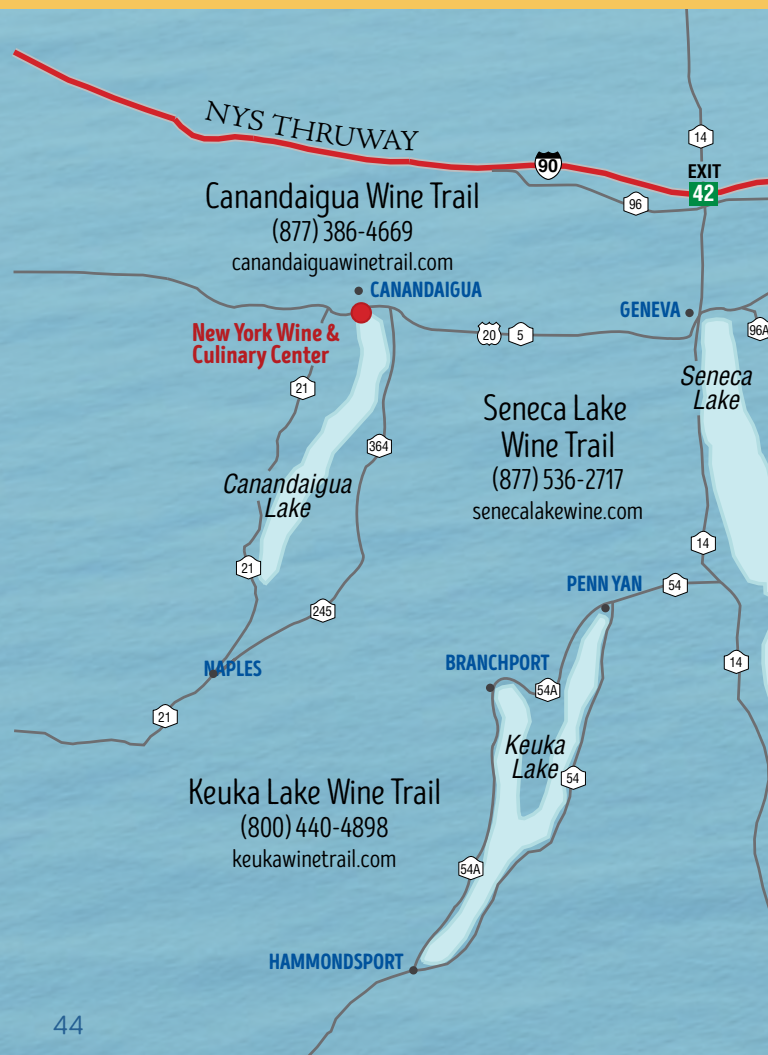 NYS THRUWAY
14
90
EXIT
42
96
Canandaigua Wine Trail
(877) 386-4669
canandaiguawinetrail.com
CANANDAIGUA
GENEVA
New York Wine &
Culinary Center
20
5
96A
21
Seneca
Lake
364
Seneca Lake
Wine Trail
(877) 536-2717
senecalakewine.com
Canandaigua
Lake
14
21
PENN YAN
54
245
BRANCHPORT
14
NAPLES
54A
21
Keuka
Lake
54
Keuka Lake Wine Trail
(800) 440-4898
keukawinetrail.com
54A
HAMMONDSPORT
44